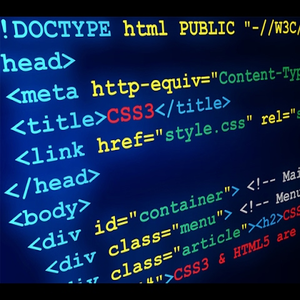 !DOCTYPE html PUBLIC "-//W3C/
head>
<meta http-equiv="Content-Typ
<title>CSS3</title>
<link href="style.css" rel="s
</head>
<body>
<div id="container"> <!-- Mai
<div class="menu"> <!-- Menu
<div class="article"><h2>CSS
">CSS3 & HTML5 are